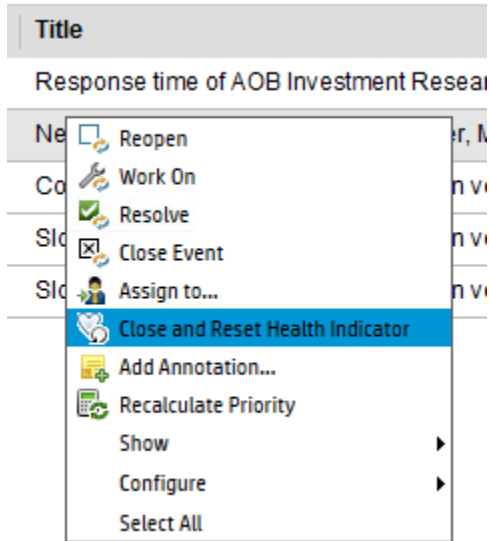 Title
Response time of AOB Investment
Reopen
Work On
Resolve
Close Event
Assign to...
Close and Reset Health Indicator
Add Annotation...
Recalculate Priority
Show
Configure
Select All